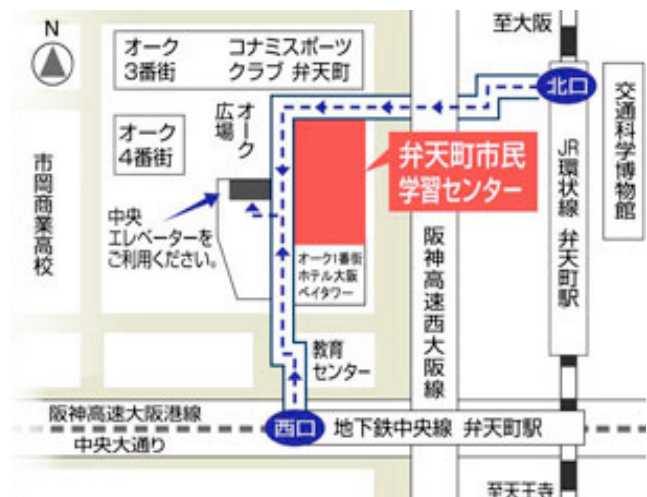 N
至大阪
オーク
3番街
コナミスポーツ
クラブ 弁天町
北口
オーク
広場
オーク
4番街
弁天町市民
学習センター
交通科学博物館
JR環状線 弁天町駅
市岡商業高校
中央
エレベーターを
ご利用ください。
オーク1番街
ホテル大阪
ベイタワー
阪神高速西大阪線
教育
センター
阪神高速大阪港線
西口
地下鉄中央線 弁天町駅
中央大通り
至天王寺